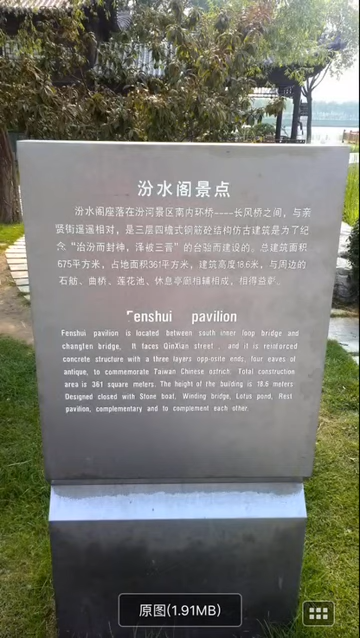 汾水阁景点
汾水阁座落在汾河景区南内环桥----长风桥之间，与亲
贤街遥遥相对，是三层四檐式钢筋砼结构仿古建筑是为了纪
念“治汾而封神，泽被三晋”的台骀而建设的。总建筑面积
675平方米，占地面积361平方米，建筑高度18.6米，与周边的
石舫、曲桥、莲花池、休息亭廊相辅相成，相得益彰。
Fenshui pavilion
Fenshui pavilion is located between sauth inner loop bridge and
changfen bridge, It faces QinXian street , and it is reinforced
concrete structure with a three layers opp-osite ends, four eaves of
antique, to commemorate Taiwan Chinese ostrich. Total construction
area is 361 square meters. The height of the building is 18.6 meters
Designed closed with Stone boat, Winding bridge, Lotus pord, Rest
pavilion, complementary and to complement each other.
原图(1.91MB)